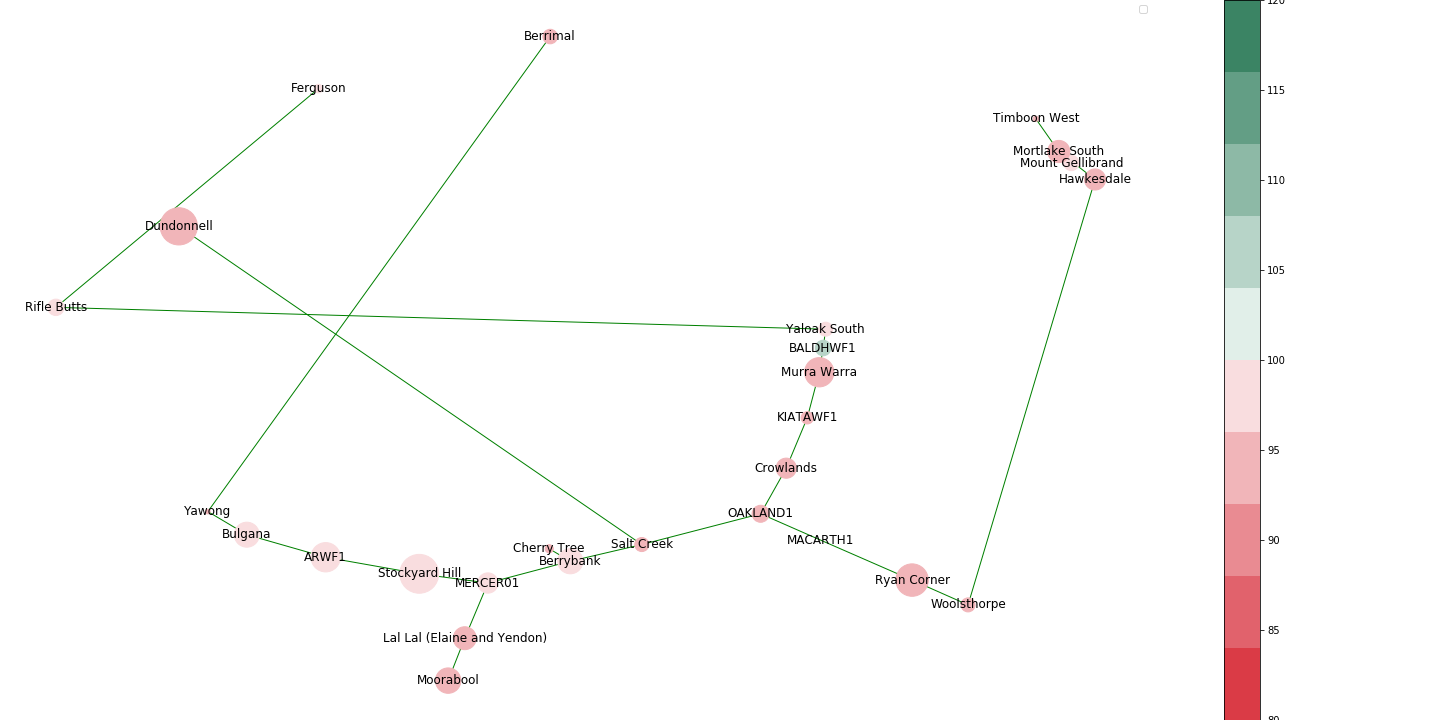 120
Berrimal
Ferguson
115
Timboon West
Mortlake South
Mount Gellibrand
Hawkesdale
110
Dundonnell
105
Rifle Butts
Yaloak South
BALDHWF1
100
Murra Warra
KIATAWF1
95
Crowlands
Yawong
OAKLAND1
Bulgana
MACARTH1
90
Salt Creek
Cherry Tree
ARWF1
Berrybank
Stockyard Hill
MERCER01
Ryan Corner
Woolsthorpe
85
Lal Lal (Elaine and Yendon)
Moorabool
80